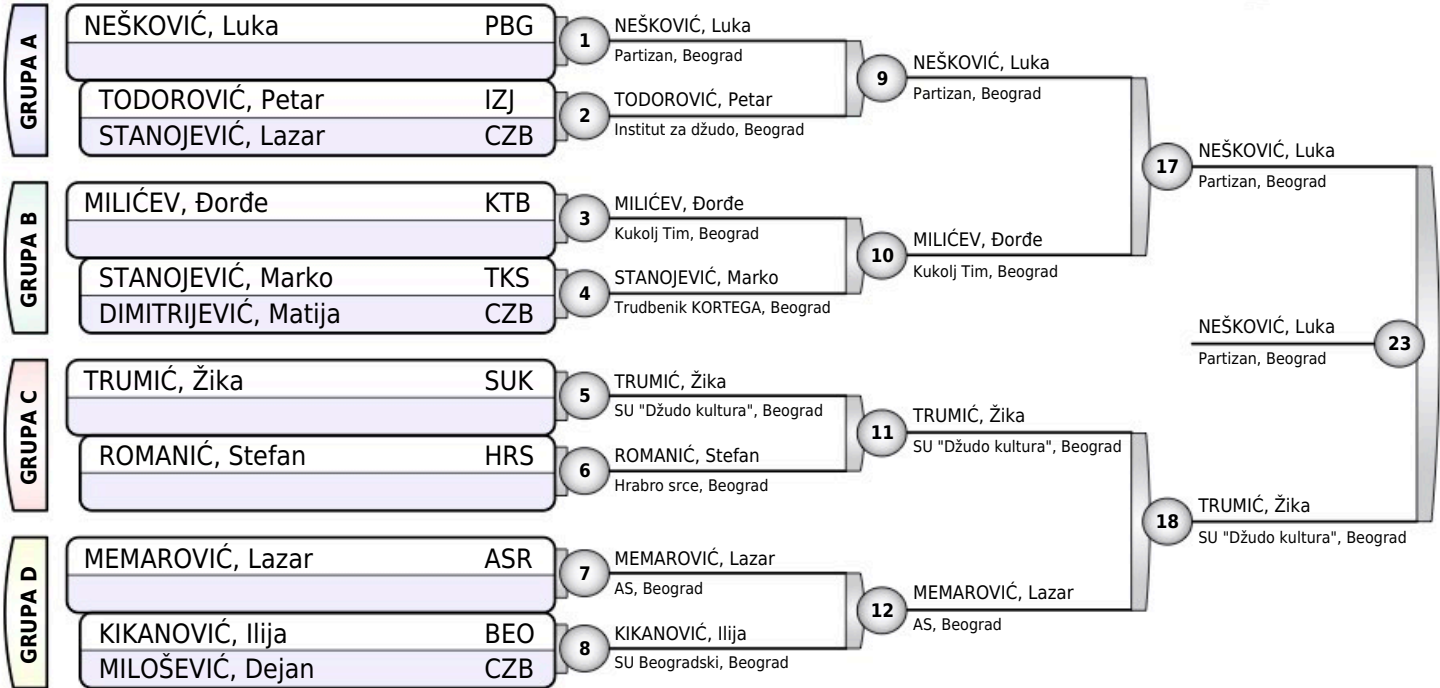 GRUPA A
NEŠKOVIĆ, Luka PBG
TODOROVIĆ, Petar IZJ
STANOJEVIĆ, Lazar CZB
GRUPA B
MILIĆEV, Đorđe KTB
STANOJEVIĆ, Marko TKS
DIMITRIJEVIĆ, Matija CZB
GRUPA C
TRUMIĆ, Žika SUK
ROMANIĆ, Stefan HRS
GRUPA D
MEMAROVIĆ, Lazar ASR
KIKANOVIĆ, Ilija BEO
MILOŠEVIĆ, Dejan CZB
1
NEŠKOVIĆ, Luka
Partizan, Beograd
2
TODOROVIĆ, Petar
Institut za džudo, Beograd
3
MILIĆEV, Đorđe
Kukolj Tim, Beograd
4
STANOJEVIĆ, Marko
Trudbenik KORTEGA, Beograd
5
TRUMIĆ, Žika
SU "Džudo kultura", Beograd
6
ROMANIĆ, Stefan
Hrabro srce, Beograd
7
MEMAROVIĆ, Lazar
AS, Beograd
8
KIKANOVIĆ, Ilija
SU Beogradski, Beograd
9
NEŠKOVIĆ, Luka
Partizan, Beograd
10
MILIĆEV, Đorđe
Kukolj Tim, Beograd
11
TRUMIĆ, Žika
SU "Džudo kultura", Beograd
12
MEMAROVIĆ, Lazar
AS, Beograd
17
NEŠKOVIĆ, Luka
Partizan, Beograd
18
TRUMIĆ, Žika
SU "Džudo kultura", Beograd
NEŠKOVIĆ, Luka
Partizan, Beograd
23